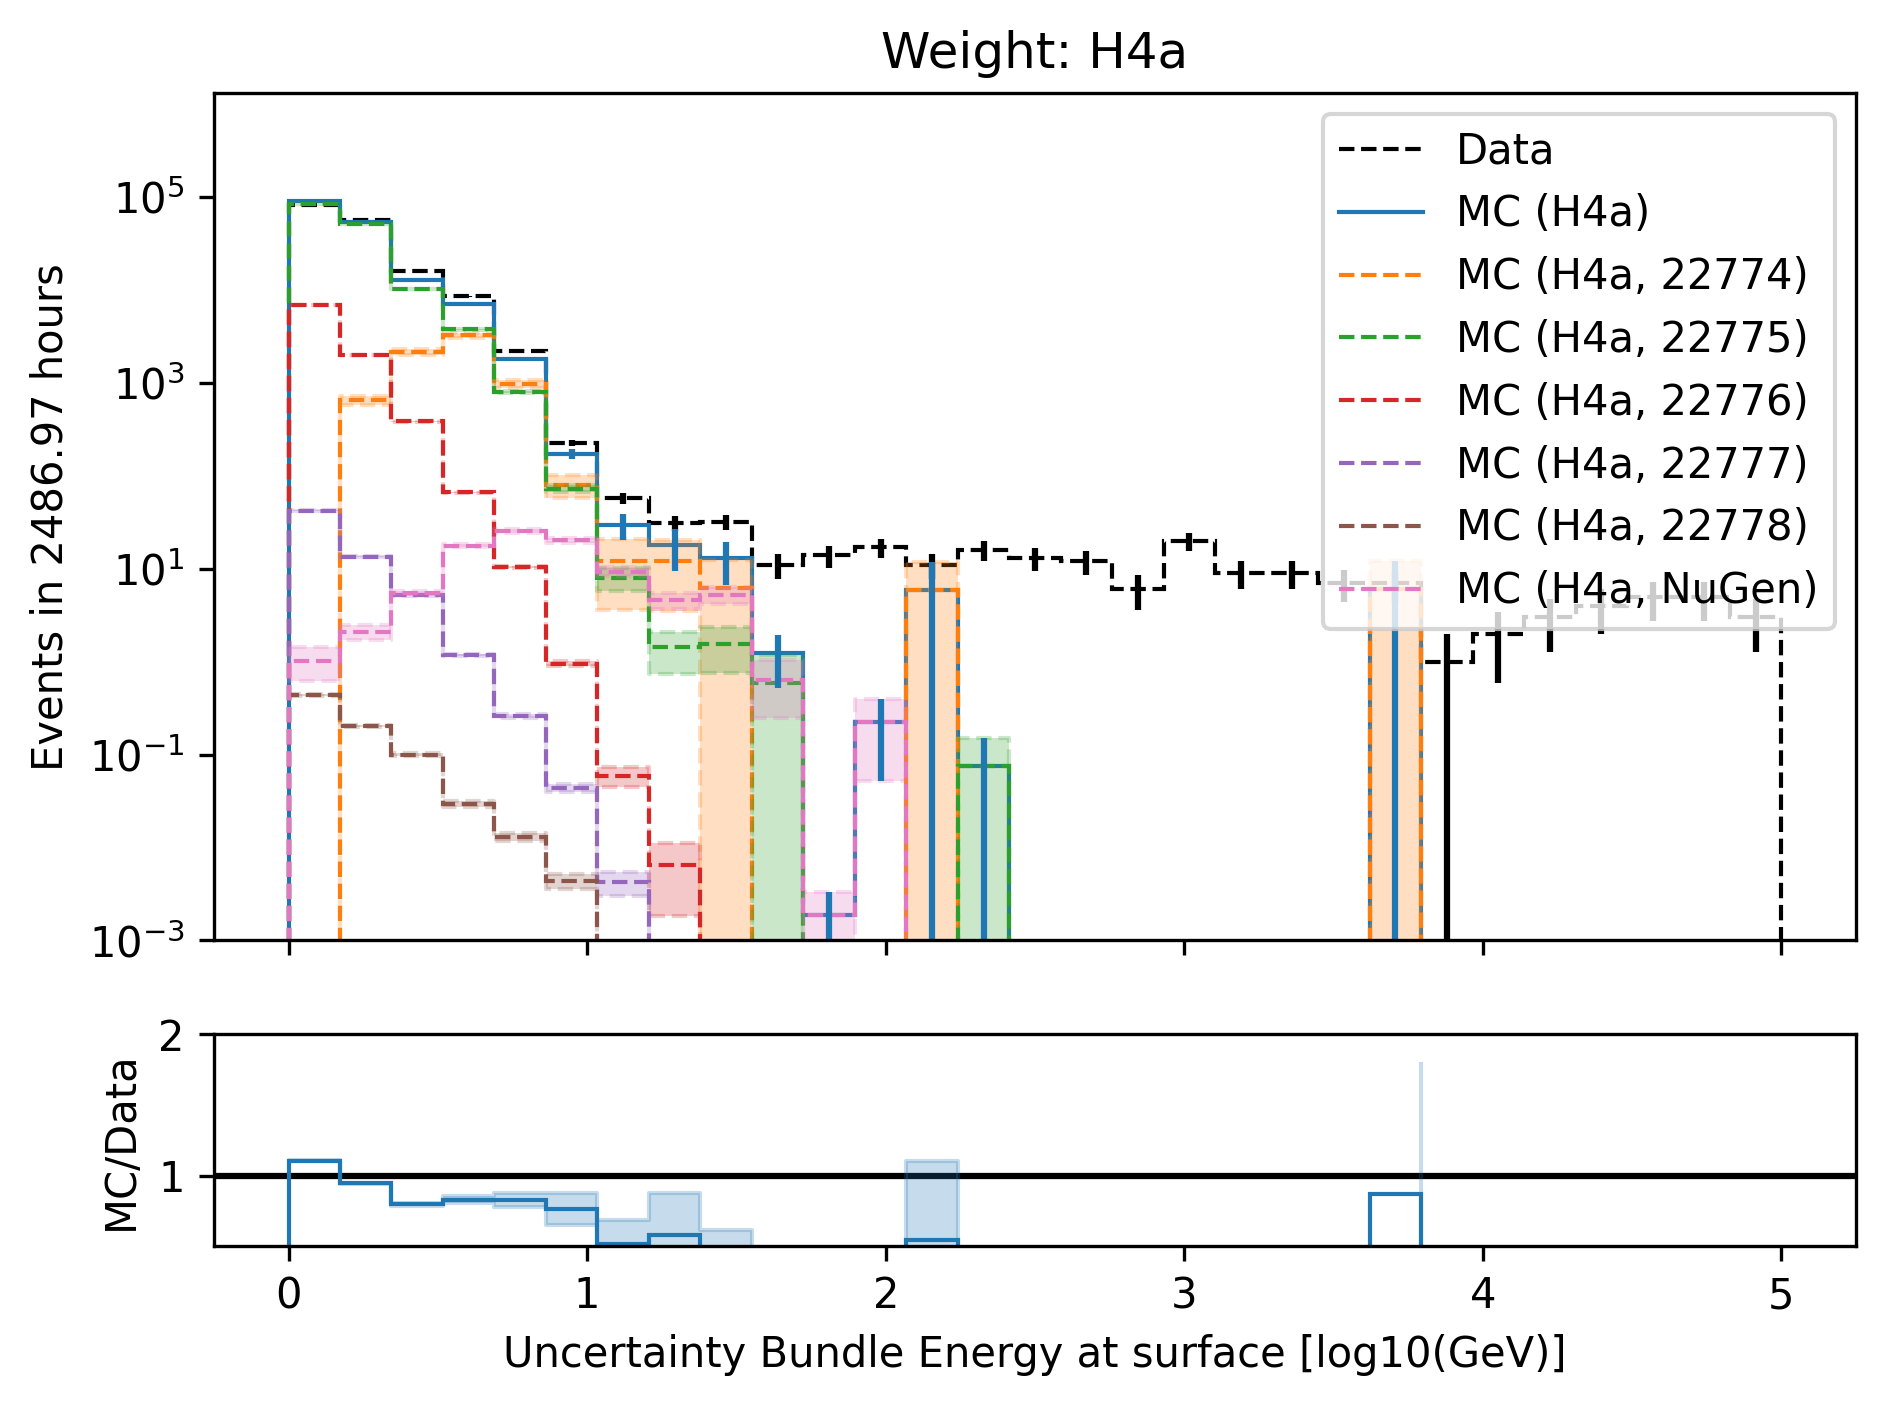 Weight: H4a
Events in 2486.97 hours
10^5
10^3
10^1
10^−1
10^−3
Data
MC (H4a)
MC (H4a, 22774)
MC (H4a, 22775)
MC (H4a, 22776)
MC (H4a, 22777)
MC (H4a, 22778)
MC (H4a, NuGen)
MC/Data
2
1
0 1 2 3 4 5
Uncertainty Bundle Energy at surface [log10(GeV)]